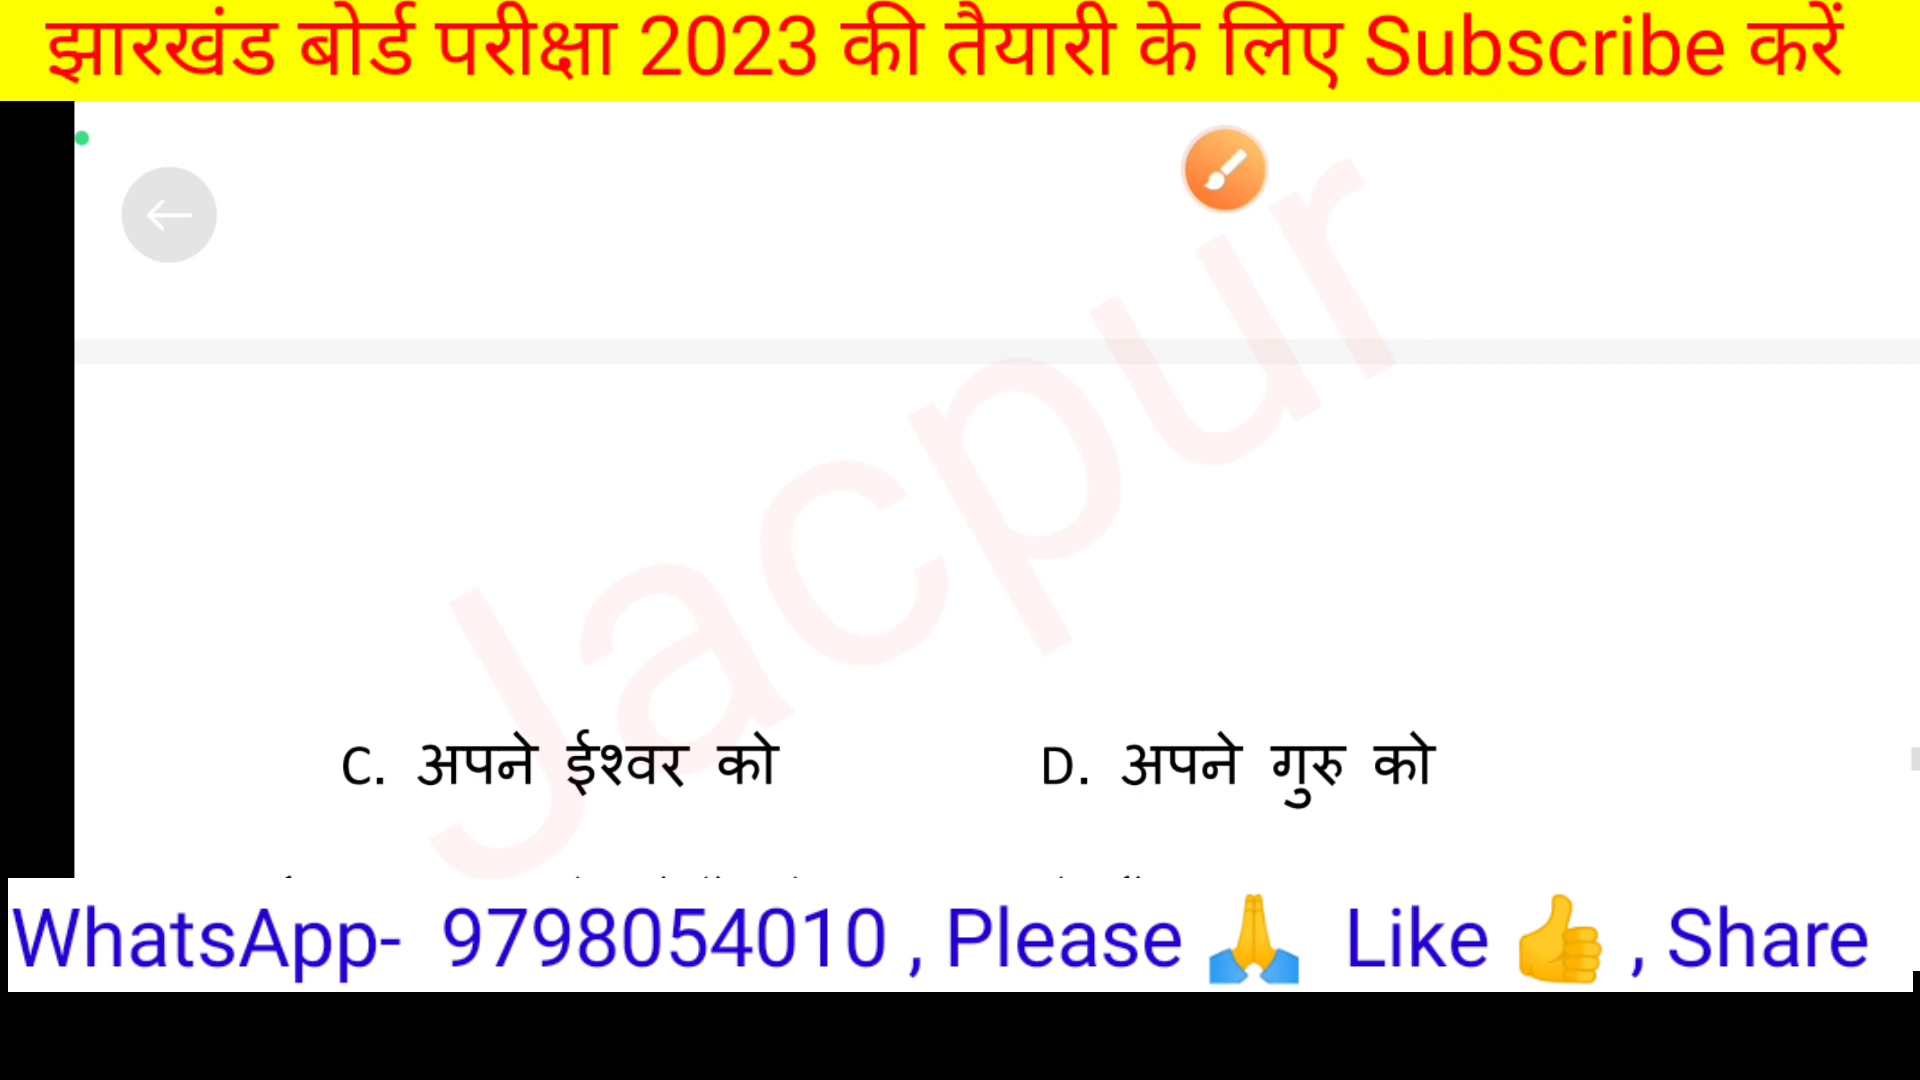 झारखंड बोर्ड परीक्षा 2023 की तैयारी के लिए Subscribe करें
Jacpur
C. अपने ईश्वर को D. अपने गुरु को
WhatsApp- 9798054010 , Please 🙏 Like 👍 , Share